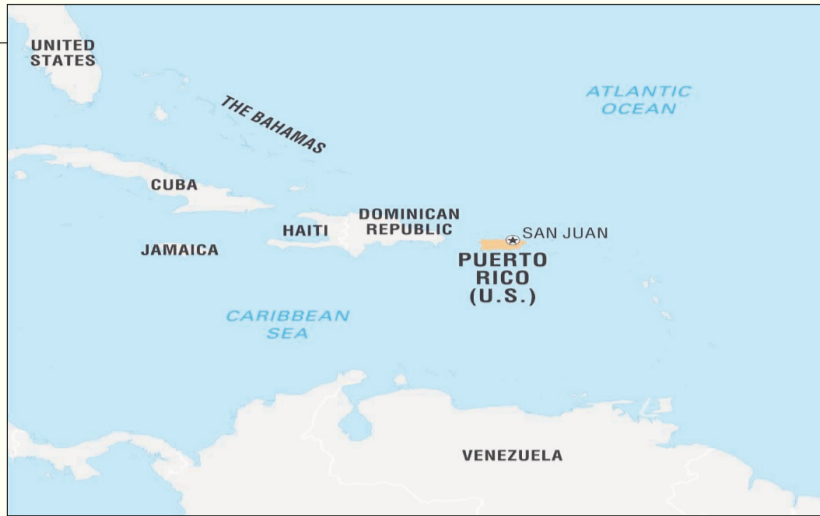 UNITED
STATES
ATLANTIC
OCEAN
THE BAHAMAS
CUBA
DOMINICAN
REPUBLIC
HAITI
SAN JUAN
JAMAICA
PUERTO
RICO
(U.S.)
CARIBBEAN
SEA
VENEZUELA